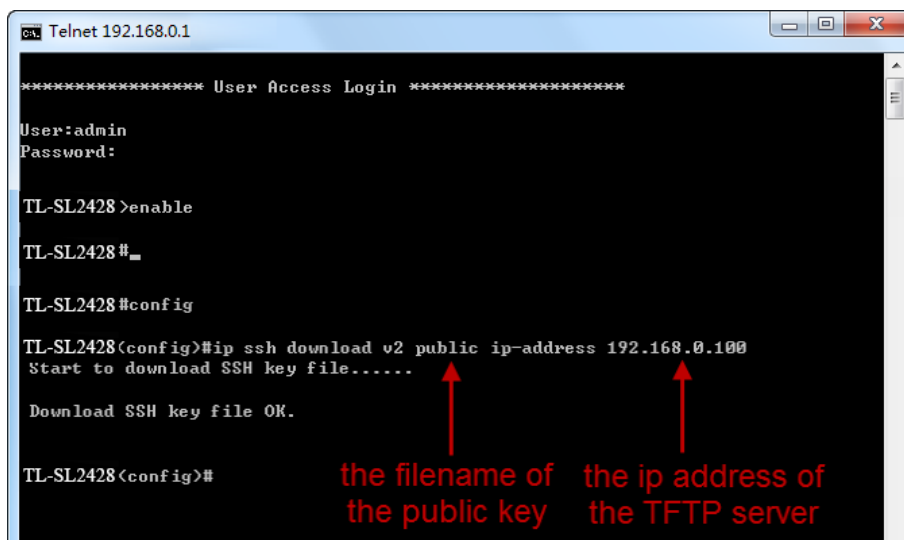 Telnet 192.168.0.1
***************** User Access Login ********************
User:admin
Password:
TL-SL2428 >enable
TL-SL2428 #
TL-SL2428 #config
TL-SL2428 (config)#ip ssh download v2 public ip-address 192.168.0.100
Start to download SSH key file......
Download SSH key file OK.
TL-SL2428 (config)#
the filename of the public key
the ip address of the TFTP server